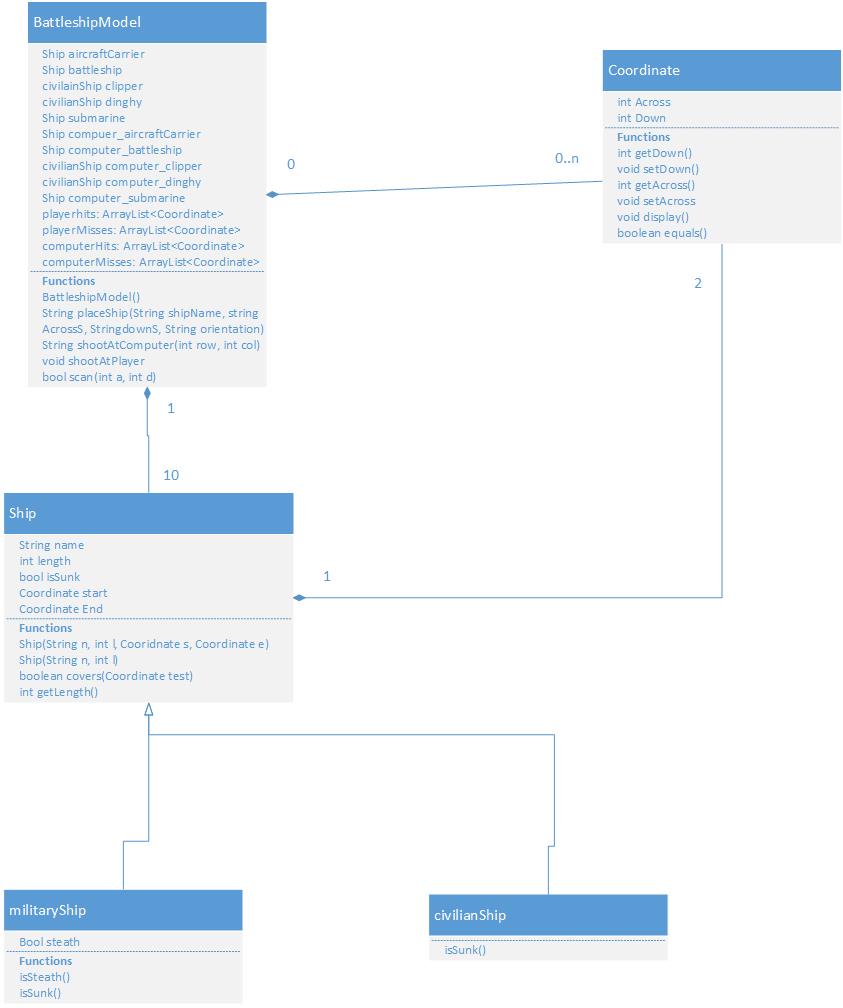 BattleshipModel
Ship aircraftCarrier
Ship battleship
civilainShip clipper
civilianShip dinghy
Ship submarine
Ship compuer_aircraftCarrier
Ship computer_battleship
civilianShip computer_clipper
civilianShip computer_dinghy
Ship computer_submarine
playerhits: ArrayList<Coordinate>
playerMisses: ArrayList<Coordinate>
computerHits: ArrayList<Coordinate>
computerMisses: ArrayList<Coordinate>
Functions
BattleshipModel()
String placeShip(String shipName, string
AcrossS, StringdownS, String orientation)
String shootAtComputer(int row, int col)
void shootAtPlayer
bool scan(int a, int d)
0
0..n
Coordinate
int Across
int Down
Functions
int getDown()
void setDown()
int getAcross()
void setAcross
void display()
boolean equals()
2
1
10
Ship
String name
int length
bool isSunk
Coordinate start
Coordinate End
Functions
Ship(String n, int l, Cooridnate s, Coordinate e)
Ship(String n, int l)
boolean covers(Coordinate test)
int getLength()
1
militaryShip
Bool steath
Functions
isSteath()
isSunk()
civilianShip
isSunk()